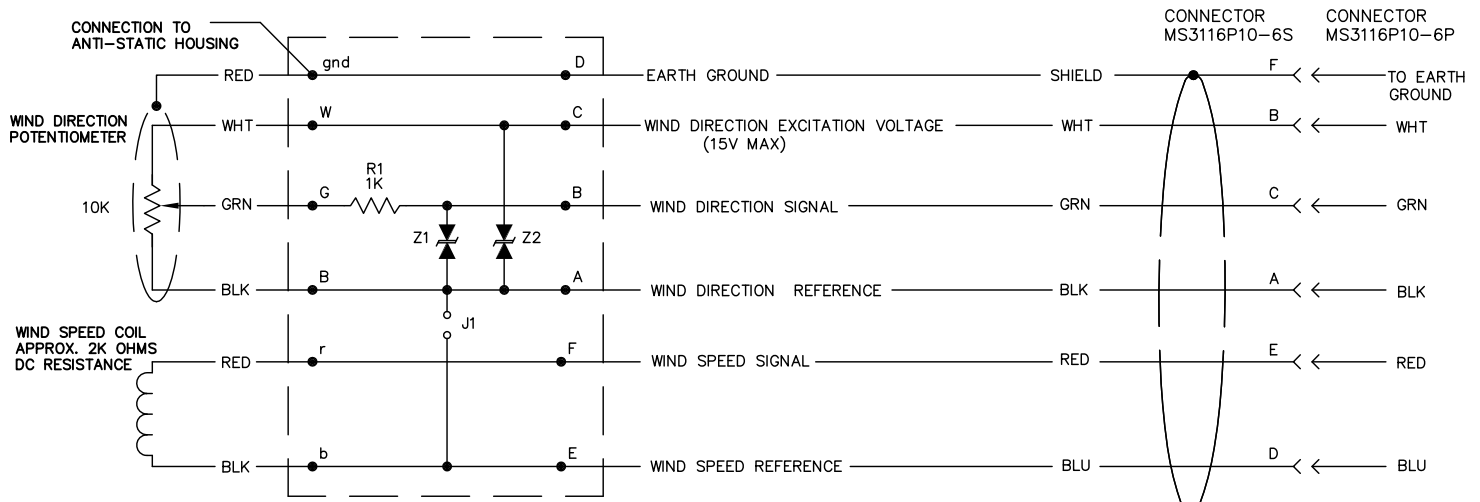 CONNECTION TO
ANTI-STATIC HOUSING
CONNECTOR
MS3116P10-6S
CONNECTOR
MS3116P10-6P
RED
gnd
D
EARTH GROUND
SHIELD
F
TO EARTH
GROUND
WIND DIRECTION
POTENTIOMETER
WHT
W
C
WIND DIRECTION EXCITATION VOLTAGE
(15V MAX)
WHT
B
WHT
10K
GRN
G
R1
1K
B
WIND DIRECTION SIGNAL
GRN
C
GRN
Z1
Z2
BLK
B
A
WIND DIRECTION REFERENCE
BLK
A
BLK
J1
WIND SPEED COIL
APPROX. 2K OHMS
DC RESISTANCE
RED
r
F
WIND SPEED SIGNAL
RED
E
RED
BLK
b
E
WIND SPEED REFERENCE
BLU
D
BLU